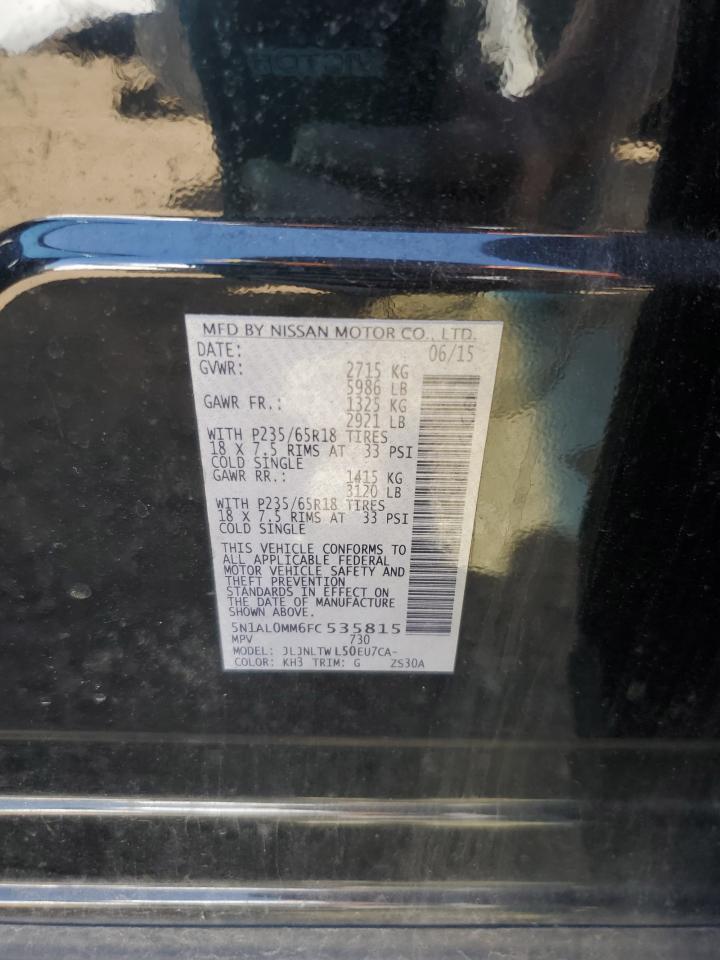 MFD BY NISSAN MOTOR CO., LTD.
DATE: 06/15
GVWR: 2715 KG
5986 LB
GAWR FR.: 1325 KG
2921 LB
WITH P235/65R18 TIRES
18 X 7.5 RIMS AT 33 PSI
COLD SINGLE
GAWR RR.: 1415 KG
3120 LB
WITH P235/65R18 TIRES
18 X 7.5 RIMS AT 33 PSI
COLD SINGLE
THIS VEHICLE CONFORMS TO
ALL APPLICABLE FEDERAL
MOTOR VEHICLE SAFETY AND
THEFT PREVENTION
STANDARDS IN EFFECT ON
THE DATE OF MANUFACTURE
SHOWN ABOVE.
5N1AL0MM6FC535815
MPV 730
MODEL: JLJNLTWL50EU7CA-
COLOR: KH3 TRIM: G ZS30A